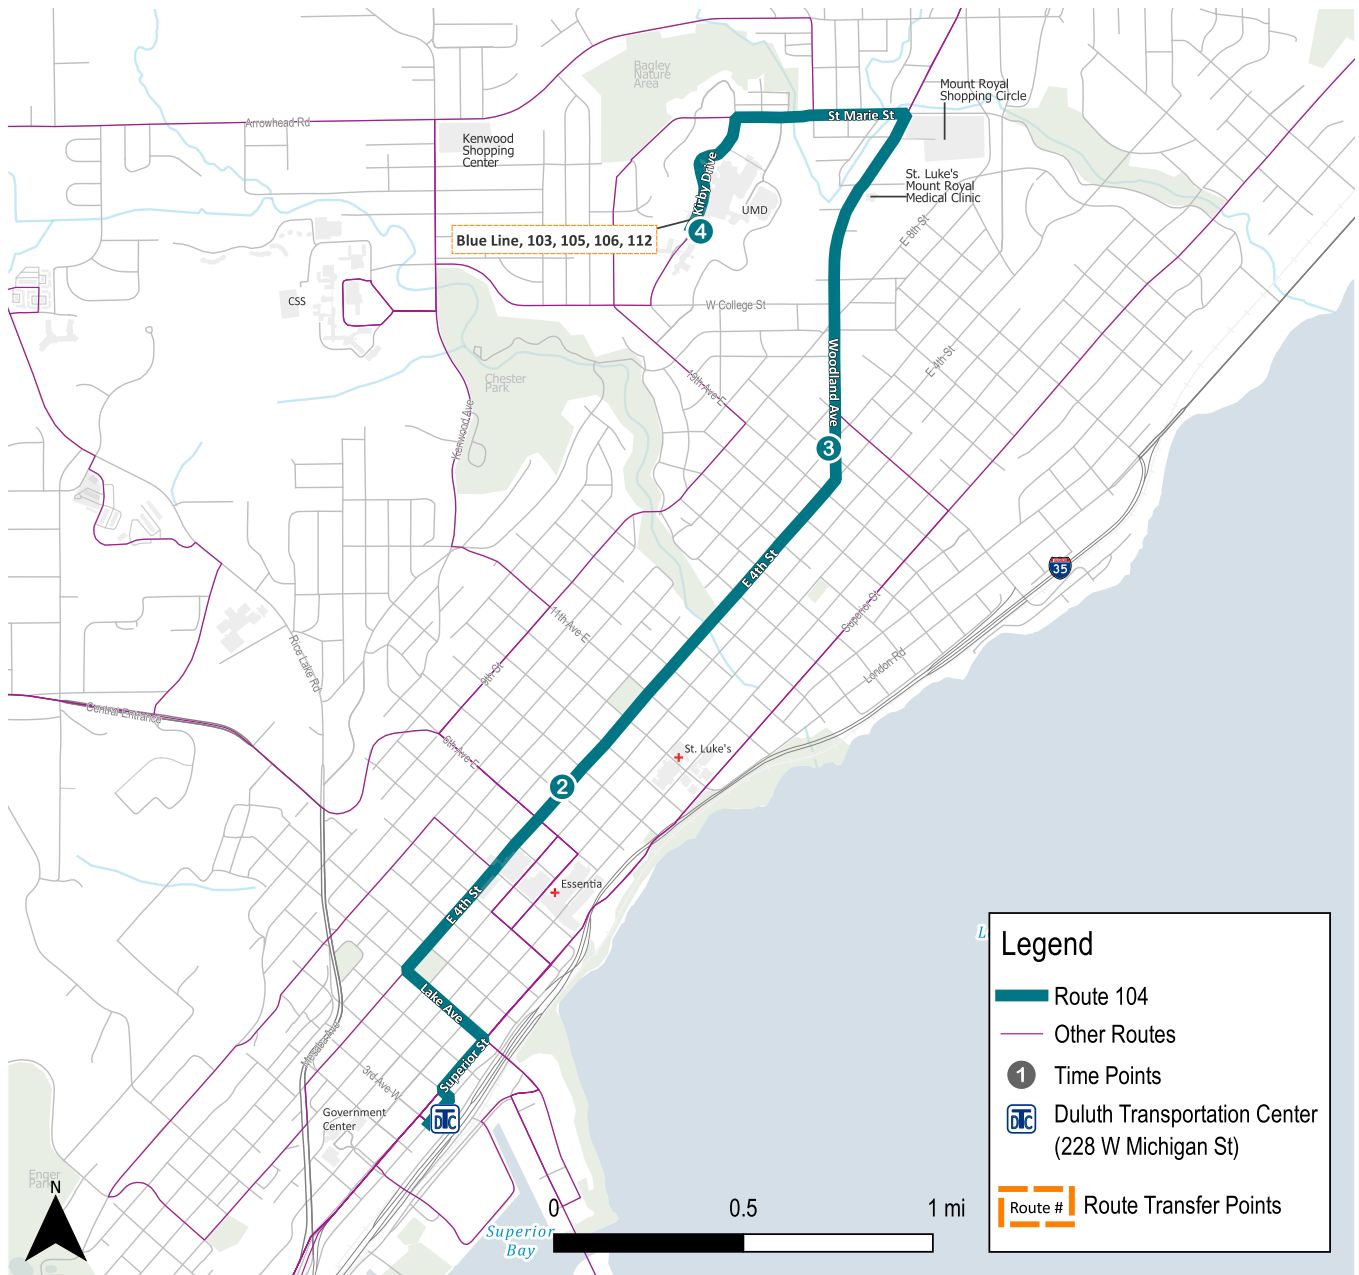 Bagley
Nature
Area
Mount Royal
Shopping Circle
Arrowhead Rd
St Marie St
Kenwood
Shopping
Center
Kirby Drive
St. Luke's
Mount Royal
Medical Clinic
UMD
E 8th St
Blue Line, 103, 105, 106, 112
4
CSS
W College St
Woodland Ave
E 4th St
Chester
Park
19th Ave E
Kenwood Ave
3
E 4th St
35
Superior St
11th Ave E
Rice Lake Rd
London Rd
9th St
Central Entrance
6th Ave E
St. Luke's
2
Essentia
E 4th St
Lake Ave
Mesaba Ave
Superior St
3rd Ave W
Government
Center
DTC
Enger
Park
N
Superior
Bay
0 0.5 1 mi
L
Legend
Route 104
Other Routes
1 Time Points
DTC Duluth Transportation Center
(228 W Michigan St)
Route # Route Transfer Points